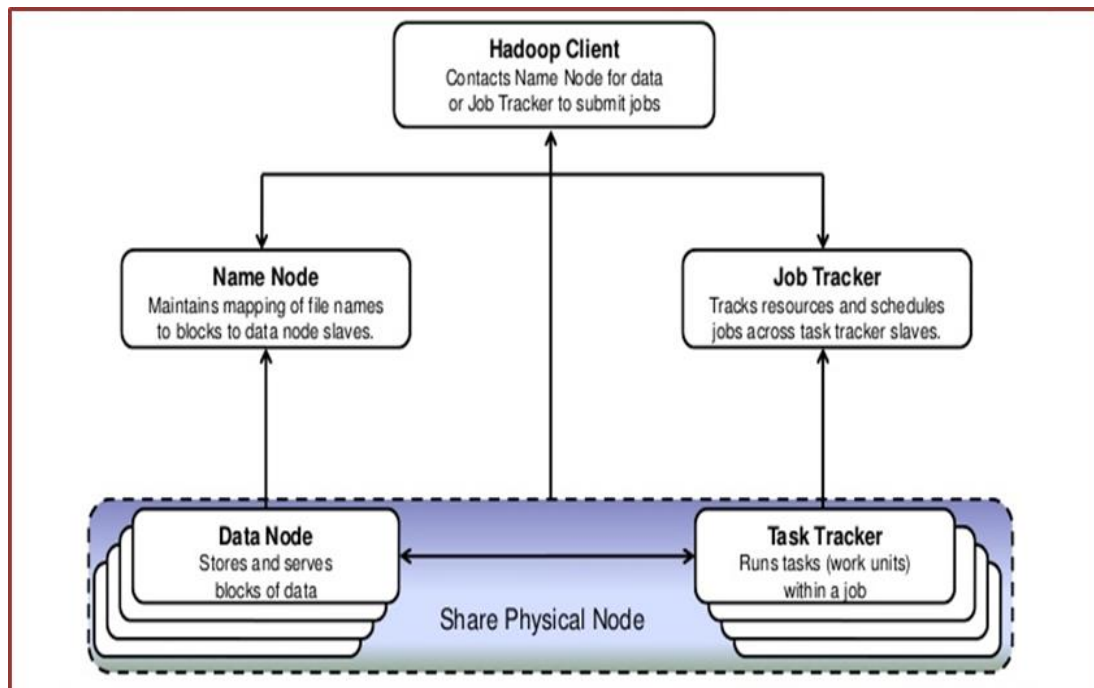 Hadoop Client
Contacts Name Node for data
or Job Tracker to submit jobs
Name Node
Maintains mapping of file names
to blocks to data node slaves.
Job Tracker
Tracks resources and schedules
jobs across task tracker slaves.
Data Node
Stores and serves
blocks of data
Task Tracker
Runs tasks (work units)
within a job
Share Physical Node